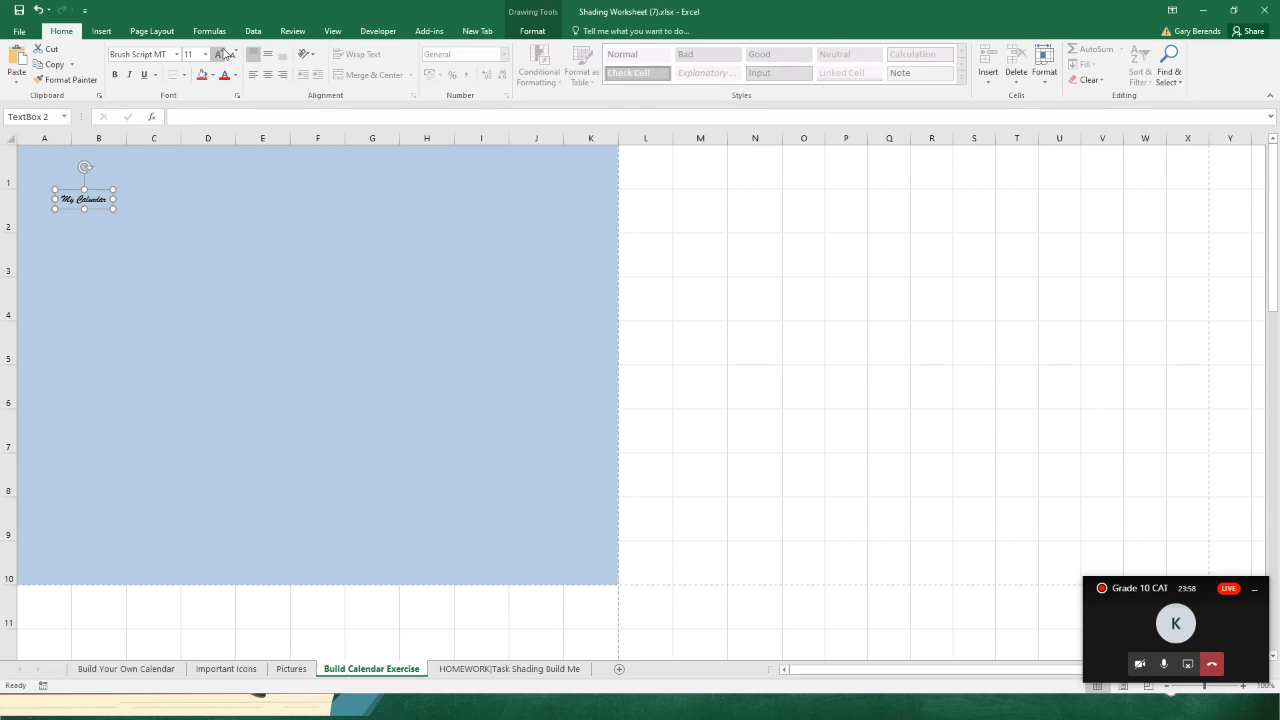 Drawing Tools
Shading Worksheet (7).xlsx - Excel
File Home Insert Page Layout Formulas Data Review View Developer Add-ins New Tab Format Tell me what you want to do... Gary Berends Share
Paste
Cut
Copy
Format Painter
Clipboard
Brush Script MT 11
B I U
Font
Wrap Text
Merge & Center
Alignment
General
Number
Conditional Formatting
Format as Table
Normal Bad Good Neutral Calculation
Check Cell Explanatory ... Input Linked Cell Note
Styles
Insert Delete Format
Cells
AutoSum
Fill
Clear
Sort & Filter
Find & Select
Editing
TextBox 2
A B C D E F G H I J K L M N O P Q R S T U V W X Y
1
My Calendar
2
3
4
5
6
7
8
9
10
11
Grade 10 CAT 23:58 LIVE
K
Build Your Own Calendar Important Icons Pictures Build Calendar Exercise HOMEWORK|Task Shading Build Me
Ready
100%